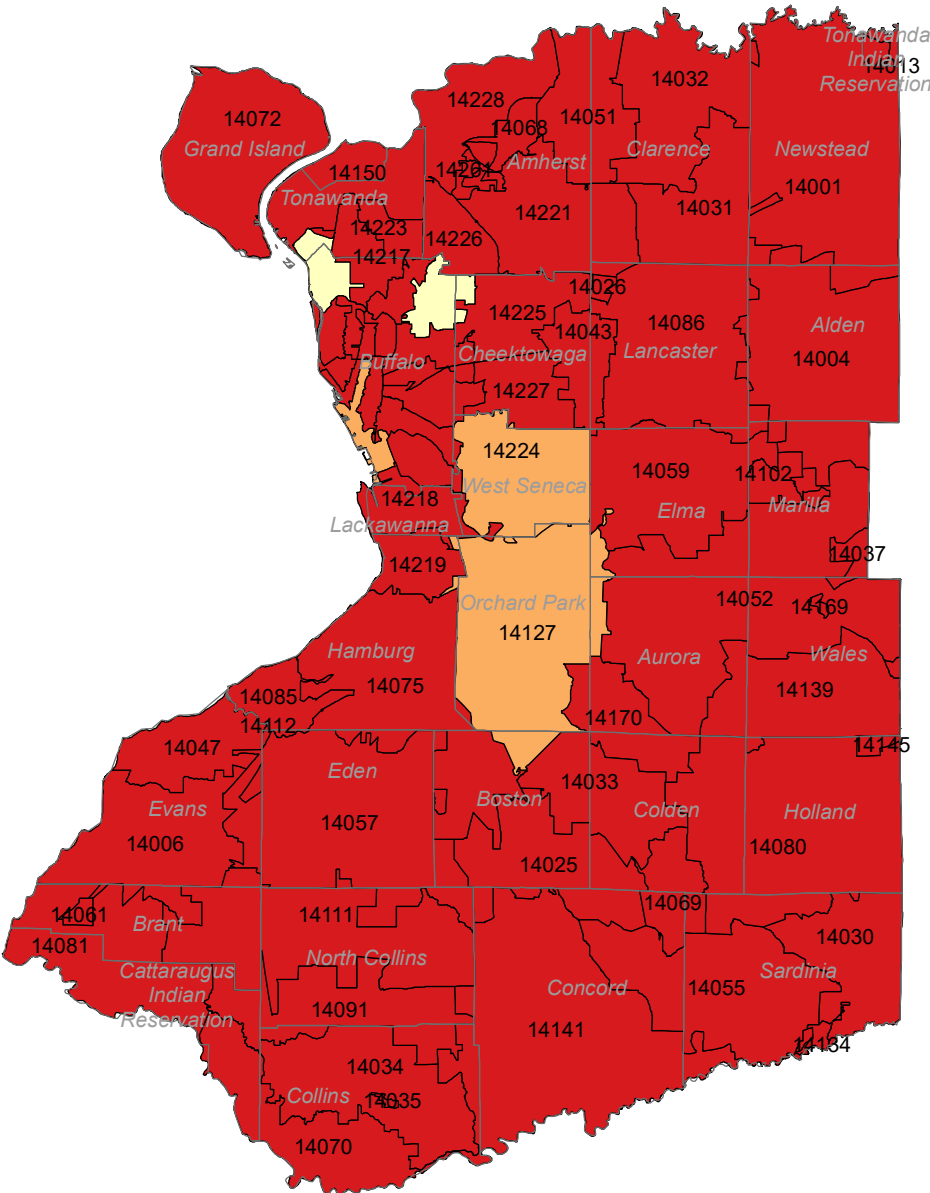 Tonawanda
Indian
14013
Reservation
14032
14228
14072
14051
14068
Grand Island
Amherst
Clarence
Newstead
14150
14001
Tonawanda
14221
14031
14223
14226
14217
14026
14225
14086
14043
Alden
Buffalo
Cheektowaga
Lancaster
14004
14227
14224
14059
14102
West Seneca
14218
Marilla
Elma
Lackawanna
14037
14219
Orchard Park
14052
14169
14127
Hamburg
Aurora
Wales
14075
14139
14085
14170
14112
14047
14145
Eden
14033
Boston
Evans
Colden
Holland
14057
14006
14080
14025
14069
14061
14111
Brant
14030
14081
North Collins
Cattaraugus
Indian
Reservation
Sardinia
Concord
14055
14091
14141
14134
14034
Collins
14035
14070